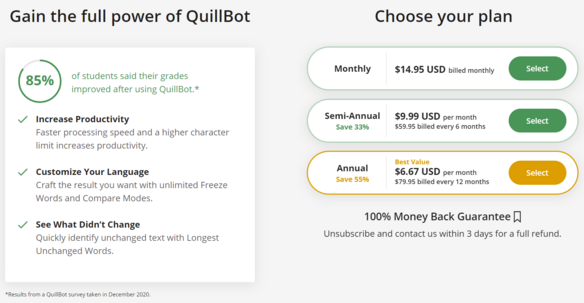 Gain the full power of QuillBot
85%
of students said their grades
improved after using QuillBot.*
Increase Productivity
Faster processing speed and a higher character
limit increases productivity.
Customize Your Language
Craft the result you want with unlimited Freeze
Words and Compare Modes.
See What Didn't Change
Quickly identify unchanged text with Longest
Unchanged Words.
*Results from a QuillBot survey taken in December 2020.
Choose your plan
Monthly
$14.95 USD billed monthly
Select
Semi-Annual
Save 33%
$9.99 USD per month
$59.95 billed every 6 months
Select
Annual
Save 55%
Best Value
$6.67 USD per month
$79.95 billed every 12 months
Select
100% Money Back Guarantee
Unsubscribe and contact us within 3 days for a full refund.